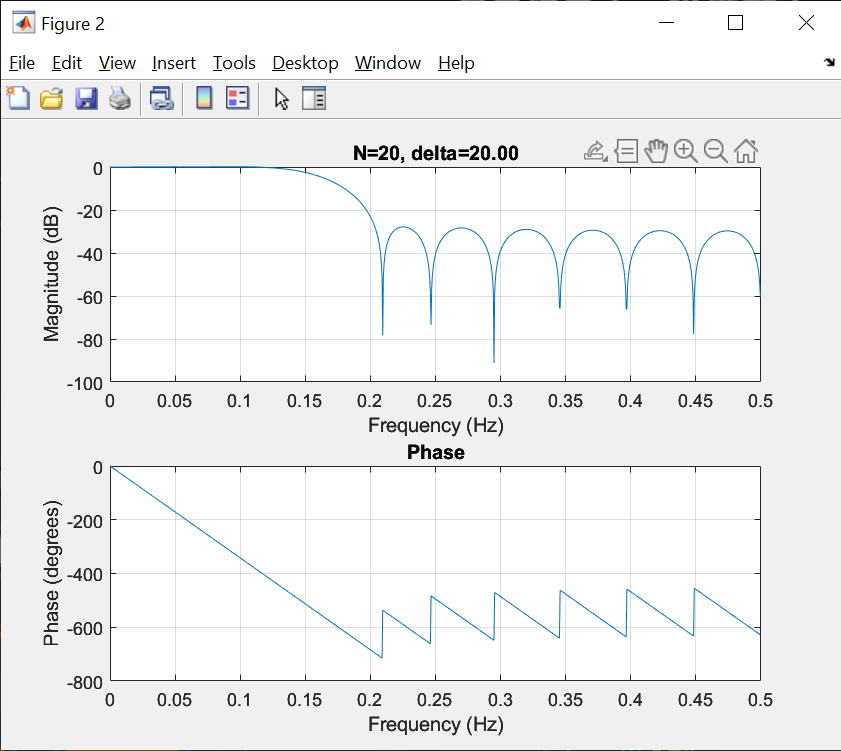 Figure 2
File Edit View Insert Tools Desktop Window Help
N=20, delta=20.00
Magnitude (dB)
0
-20
-40
-60
-80
-100
0 0.05 0.1 0.15 0.2 0.25 0.3 0.35 0.4 0.45 0.5
Frequency (Hz)
Phase
Phase (degrees)
0
-200
-400
-600
-800
0 0.05 0.1 0.15 0.2 0.25 0.3 0.35 0.4 0.45 0.5
Frequency (Hz)